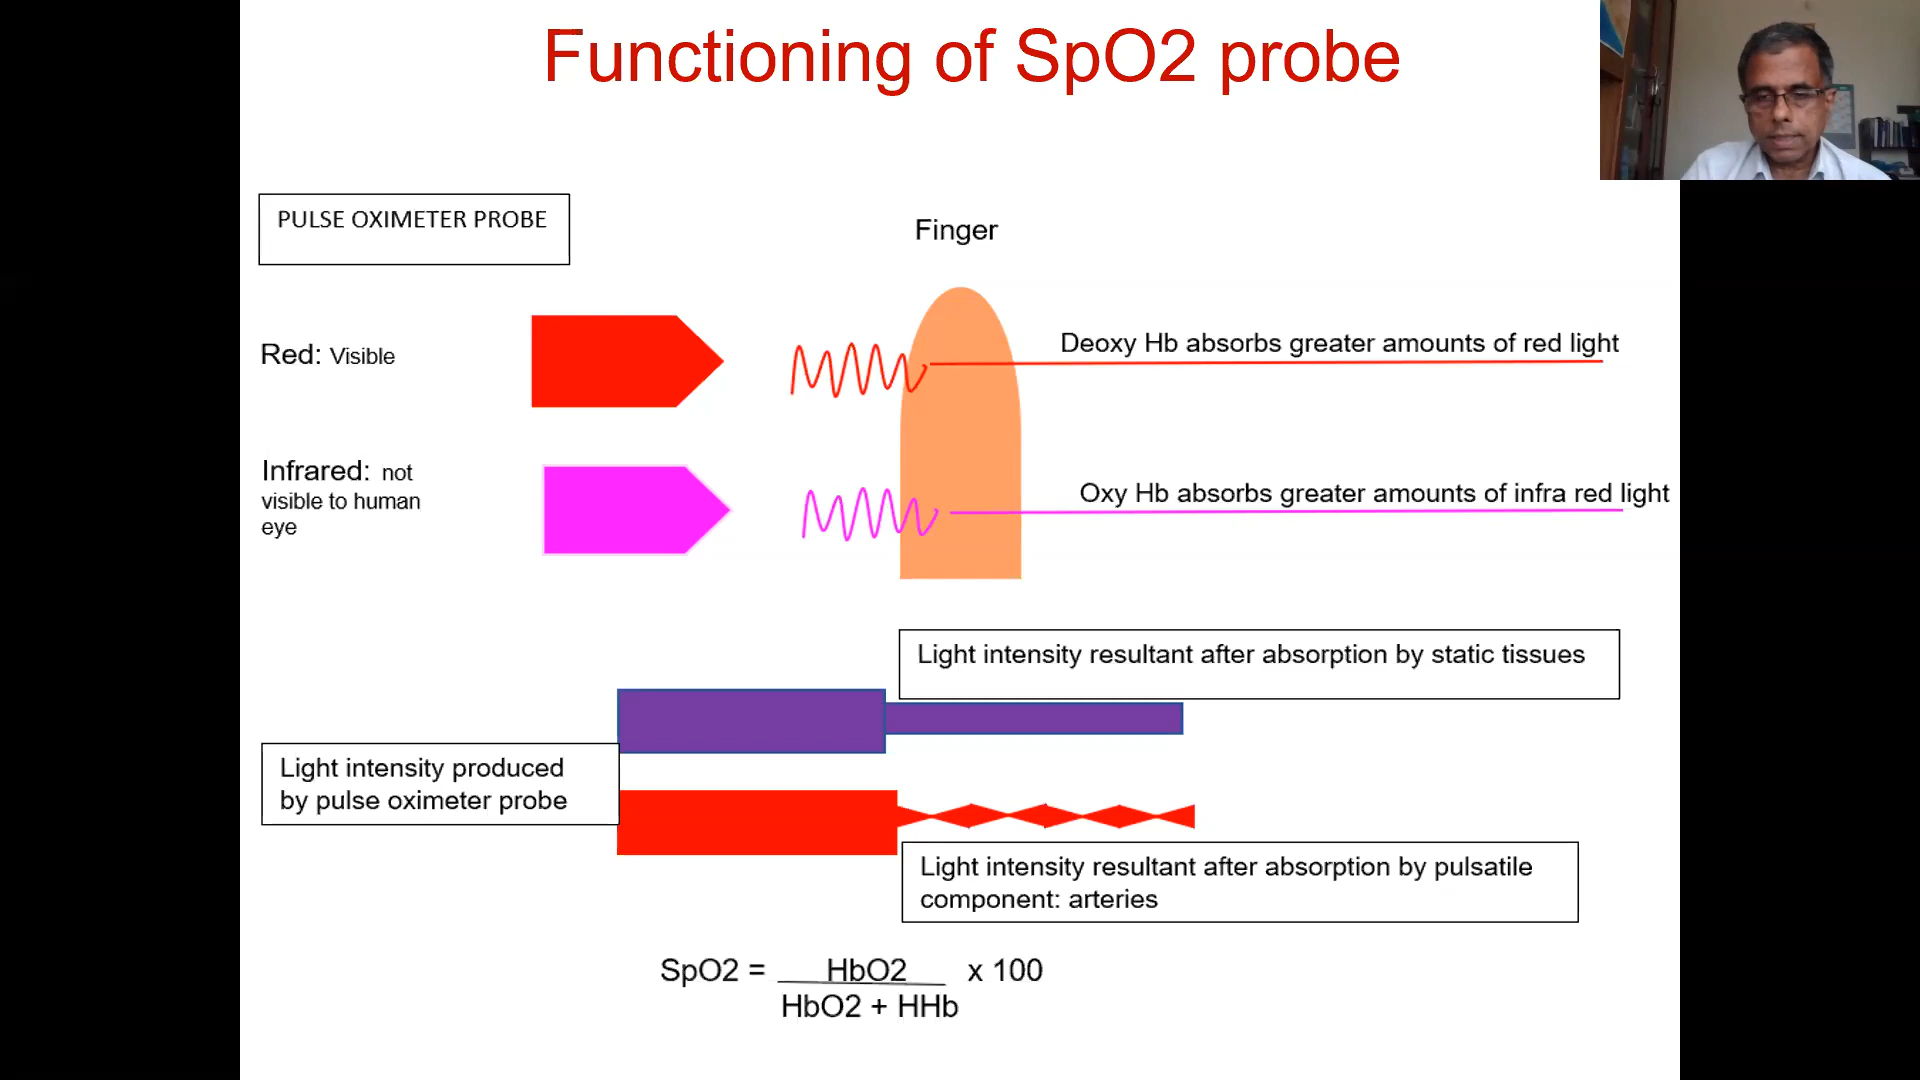 Functioning of SpO2 probe
PULSE OXIMETER PROBE
Finger
Red: Visible
Deoxy Hb absorbs greater amounts of red light
Infrared: not
visible to human
eye
Oxy Hb absorbs greater amounts of infra red light
Light intensity resultant after absorption by static tissues
Light intensity produced
by pulse oximeter probe
Light intensity resultant after absorption by pulsatile
component: arteries
SpO2 = HbO2 x 100
HbO2 + HHb